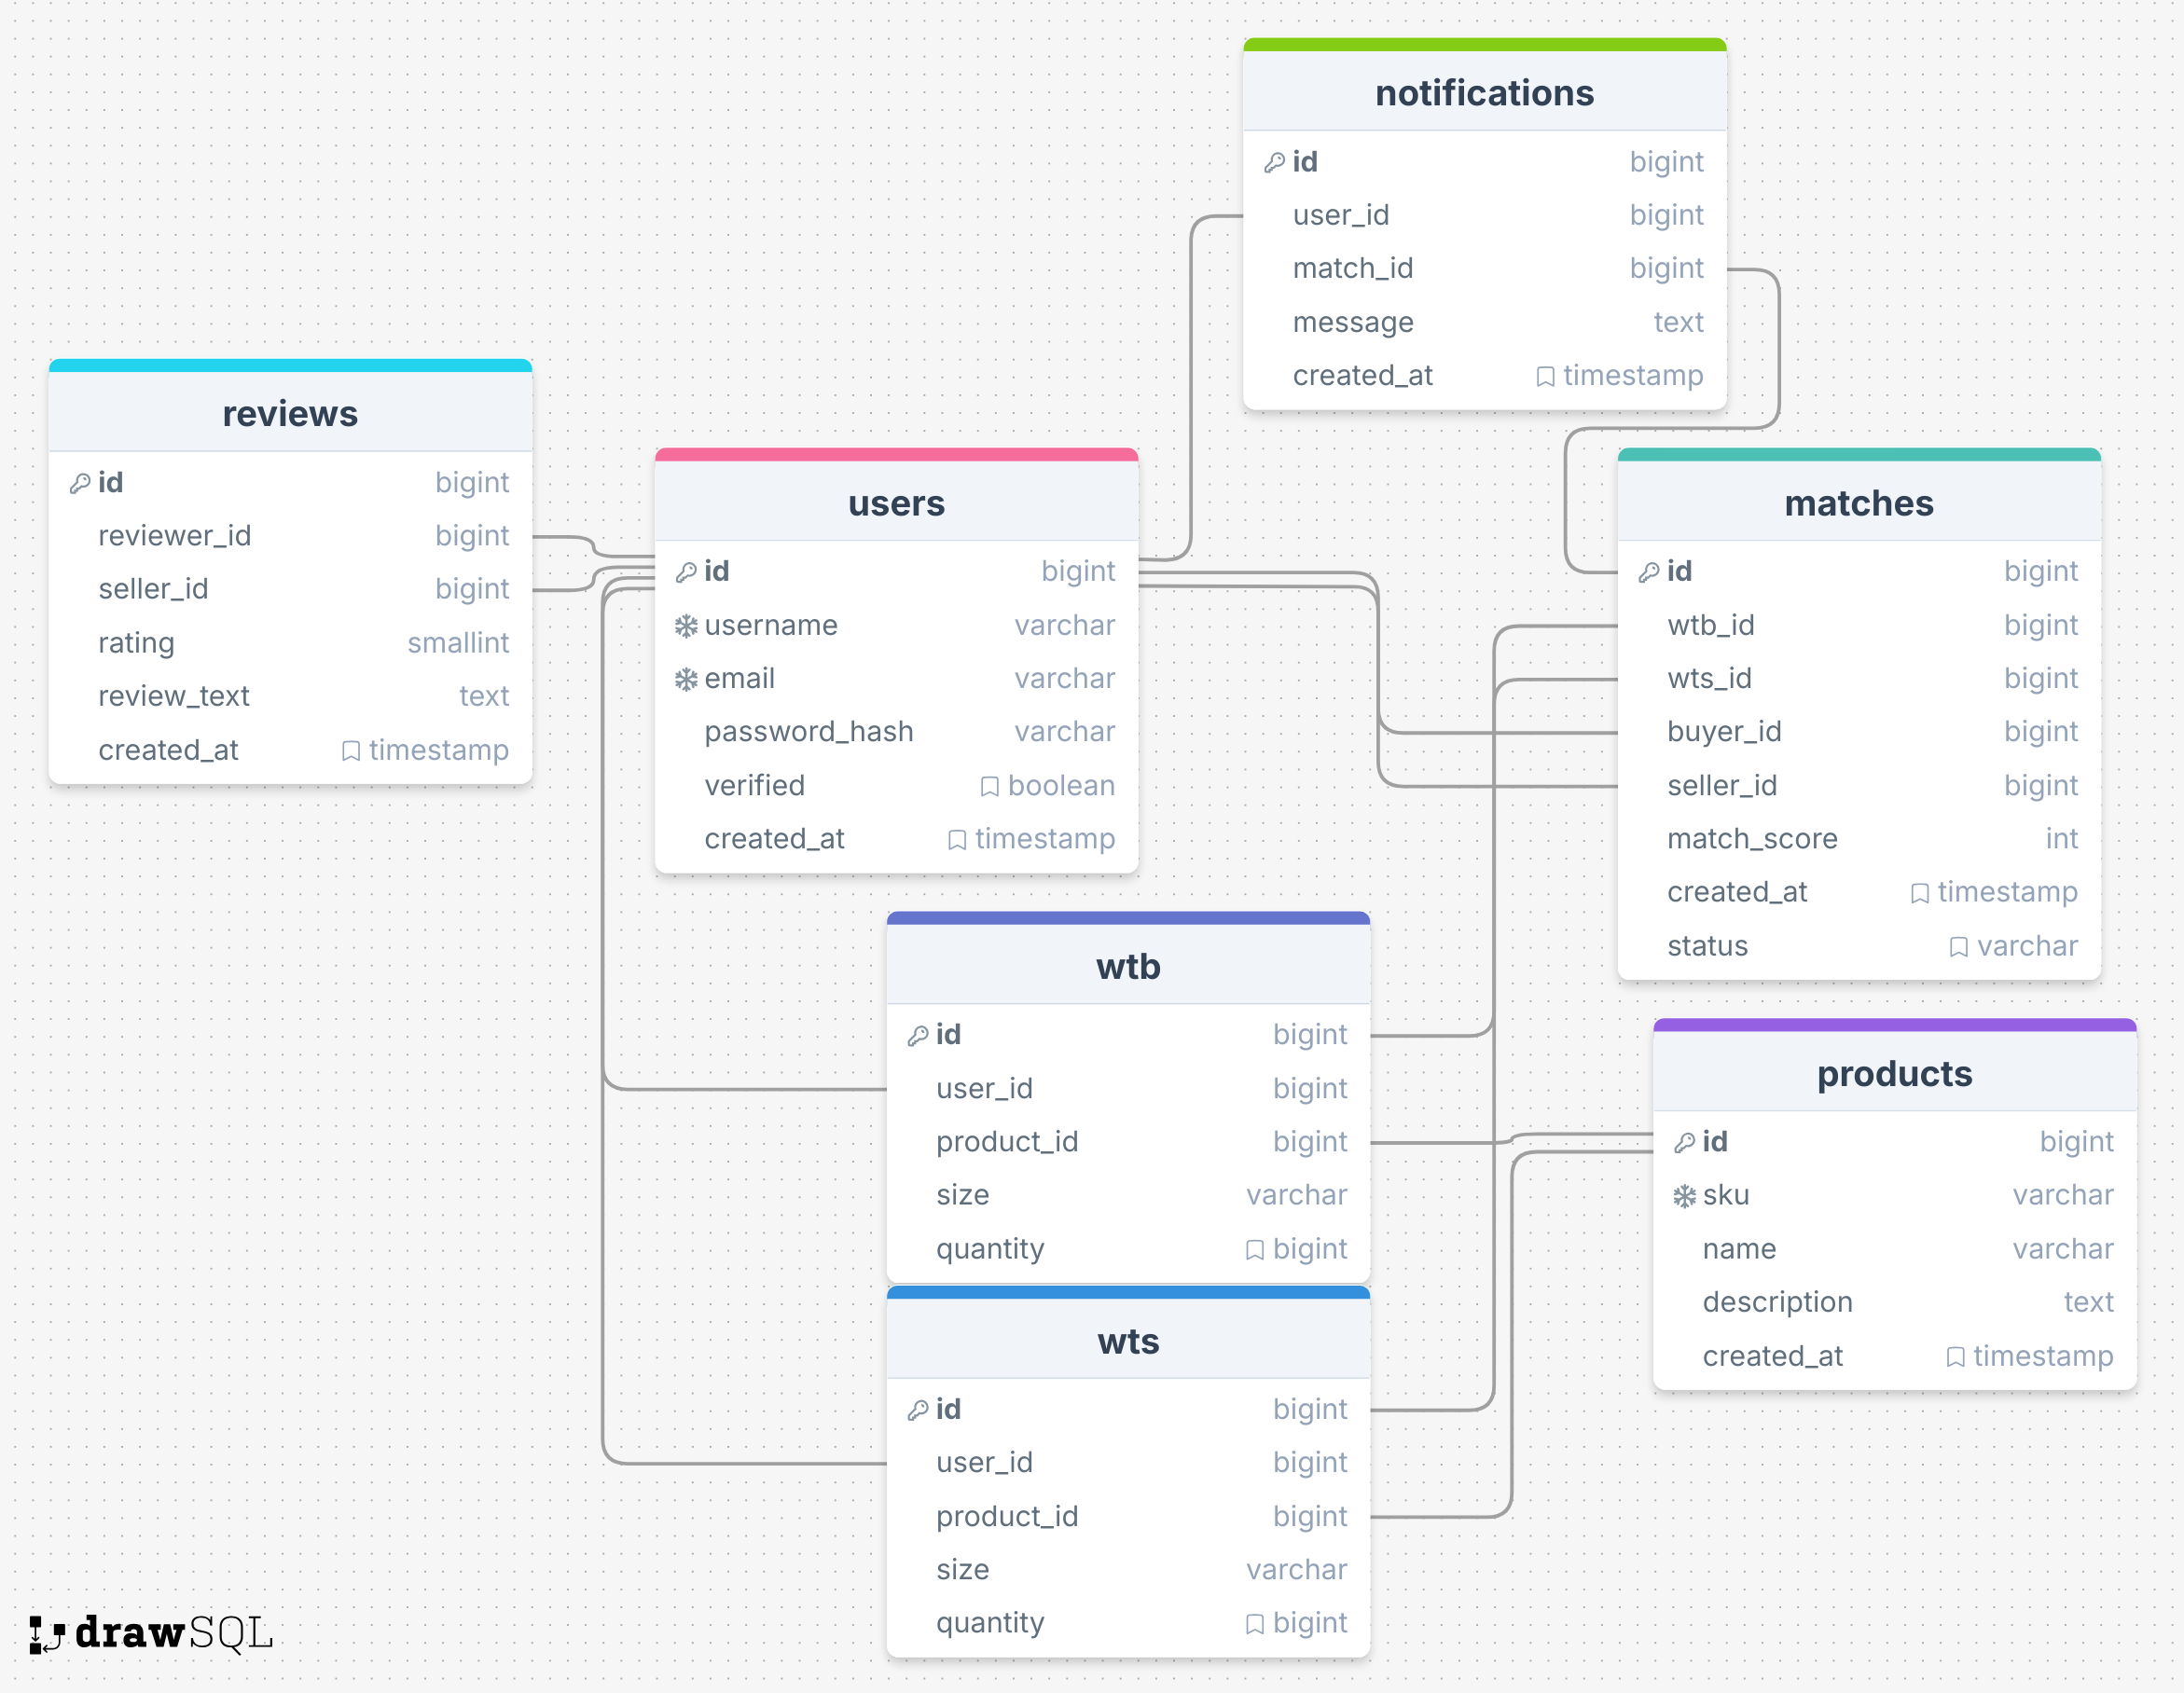 notifications
id bigint
user_id bigint
match_id bigint
message text
created_at timestamp
reviews
id bigint
reviewer_id bigint
seller_id bigint
rating smallint
review_text text
created_at timestamp
users
id bigint
username varchar
email varchar
password_hash varchar
verified boolean
created_at timestamp
matches
id bigint
wtb_id bigint
wts_id bigint
buyer_id bigint
seller_id bigint
match_score int
created_at timestamp
status varchar
wtb
id bigint
user_id bigint
product_id bigint
size varchar
quantity bigint
products
id bigint
sku varchar
name varchar
description text
created_at timestamp
wts
id bigint
user_id bigint
product_id bigint
size varchar
quantity bigint
drawSQL